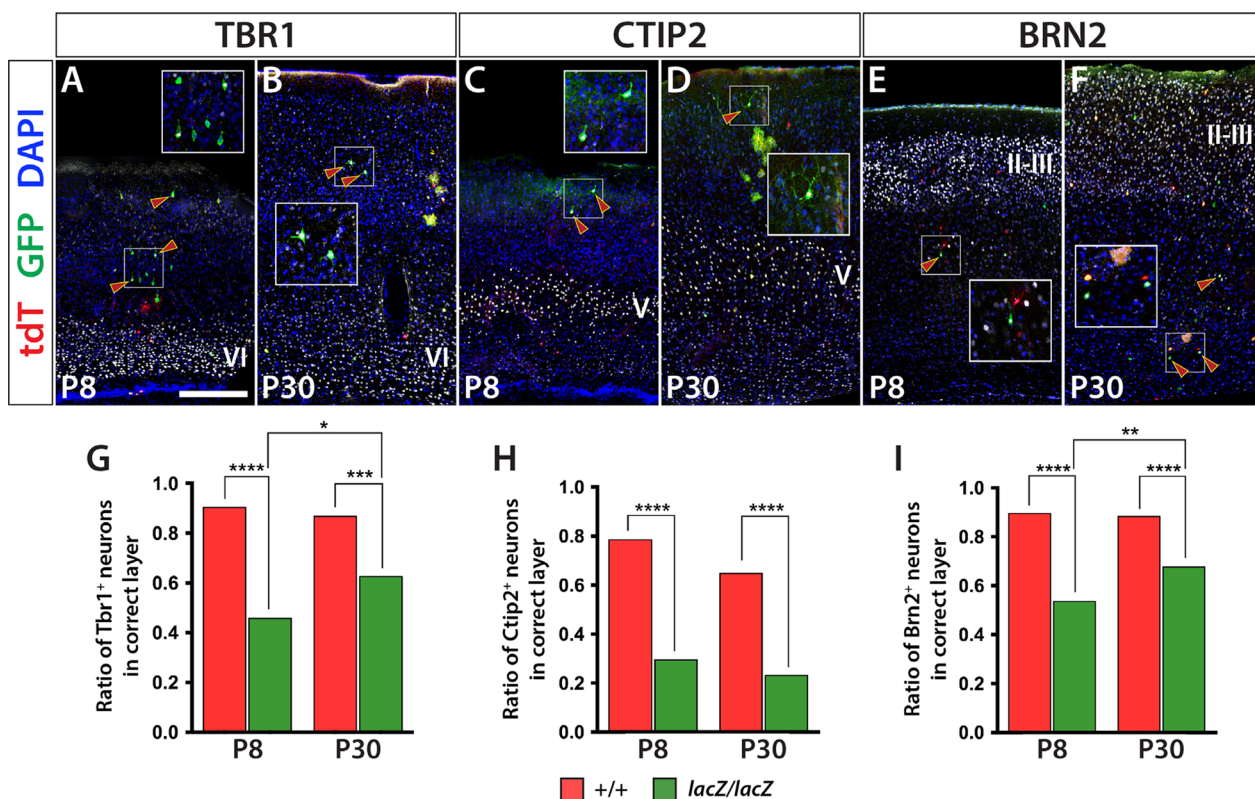 TBR1 CTIP2 BRN2
tdT GFP DAPI
A B C D E F
II-III II-III
V V
VI VI
P8 P30 P8 P30 P8 P30
G
Ratio of Tbr1⁺ neurons
in correct layer
1.0
0.8
0.6
0.4
0.2
0.0
**** * ***
P8 P30
H
Ratio of Ctip2⁺ neurons
in correct layer
1.0
0.8
0.6
0.4
0.2
0.0
**** ****
P8 P30
I
Ratio of Brn2⁺ neurons
in correct layer
1.0
0.8
0.6
0.4
0.2
0.0
**** ** ****
P8 P30
+/+ lacZ/lacZ